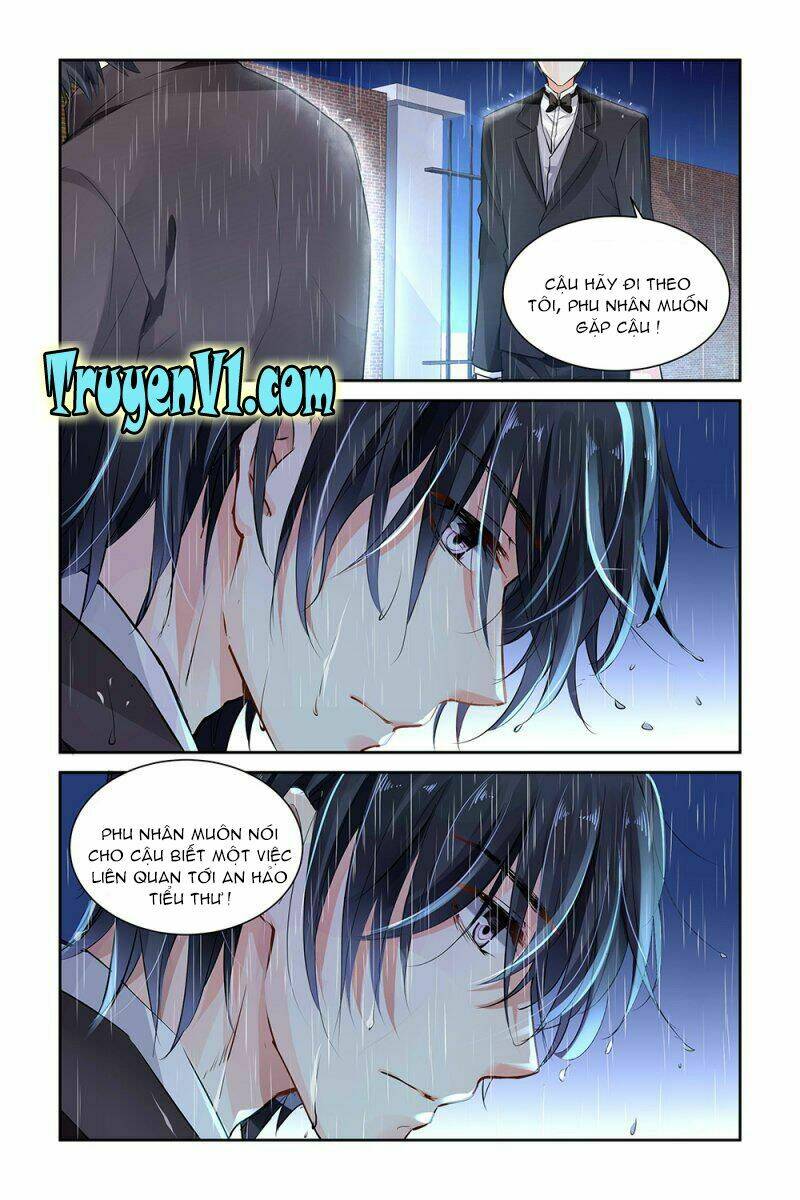 CẬU HÃY ĐI THEO
TÔI, PHU NHÂN MUỐN
GẶP CẬU!
TruyenV1.com
PHU NHÂN MUÔN NÓI
CHO CẬU BIẾT MỘT VIỆC
LIÊN QUAN TỚI AN HẢO
TIỂU THƯ!